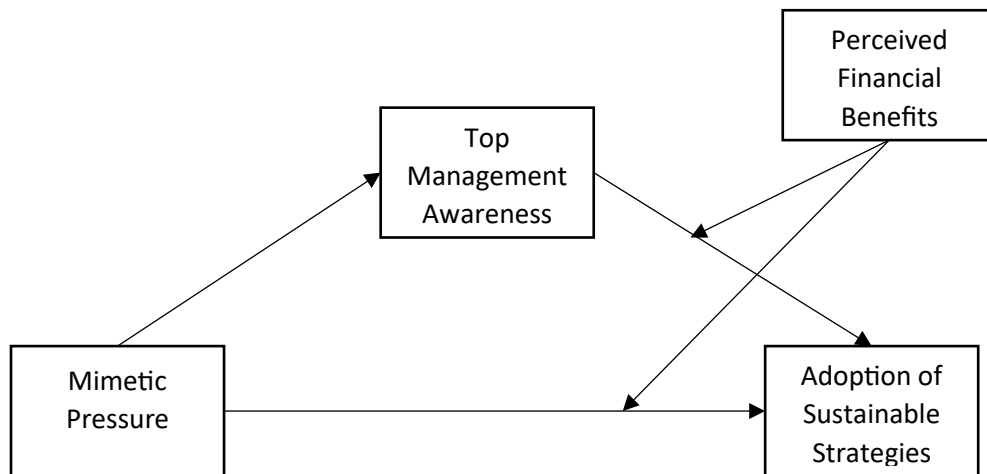 Perceived
Financial
Benefits
Top
Management
Awareness
Mimetic
Pressure
Adoption of
Sustainable
Strategies